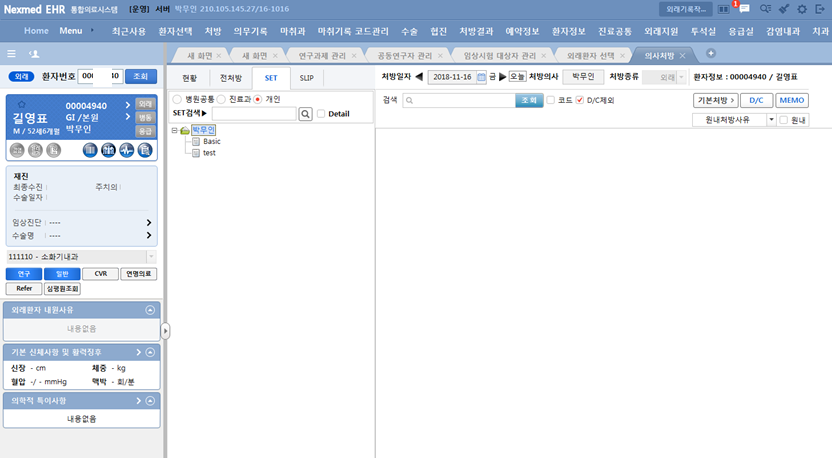 Nexmed EHR 통합의료시스템 [운영] 서버 박무인 210.105.145.27/16-1016 외래기록작... 1
Home Menu 최근사용 환자선택 처방 의무기록 마취과 마취기록 코드관리 수술 협진 처방결과 예약정보 환자정보 진료공통 외래지원 투석실 응급실 감염내과 치과
새 화면 새 화면 연구과제 관리 공동연구자 관리 임상시험 대상자 관리 외래환자 선택 의사처방
외래 환자번호 00 40 조회
현황 전처방 SET SLIP
처방일자 2018-11-16 금 오늘 처방의사 박무인 처방종류 외래 환자정보 : 00004940 / 길영표
병원공통 진료과 개인
SET검색▶ Detail
검색 조회 코드 D/C제외 기본처방 D/C MEMO
원내처방사유 원내
박무인
Basic
test
길영표
M / 52세6개월
00004940
GI /본원
박무인
외래
병동
응급
재진
최종수진 주치의
수술일자
임상진단 ----
수술명 ----
111110 - 소화기내과
연구 일반 CVR 연명의료
Refer 심평원조회
외래환자 내원사유
내용없음
기본 신체사항 및 활력징후
신장 - cm 체중 - kg
혈압 -/- mmHg 맥박 - 회/분
의학적 특이사항
내용없음